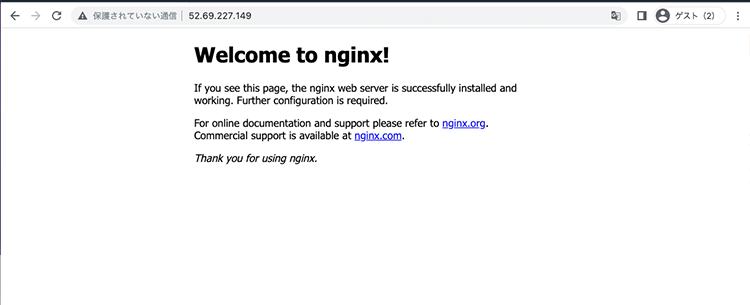 保護されていない通信 | 52.69.227.149
ゲスト（2）
Welcome to nginx!
If you see this page, the nginx web server is successfully installed and
working. Further configuration is required.
For online documentation and support please refer to nginx.org.
Commercial support is available at nginx.com.
Thank you for using nginx.